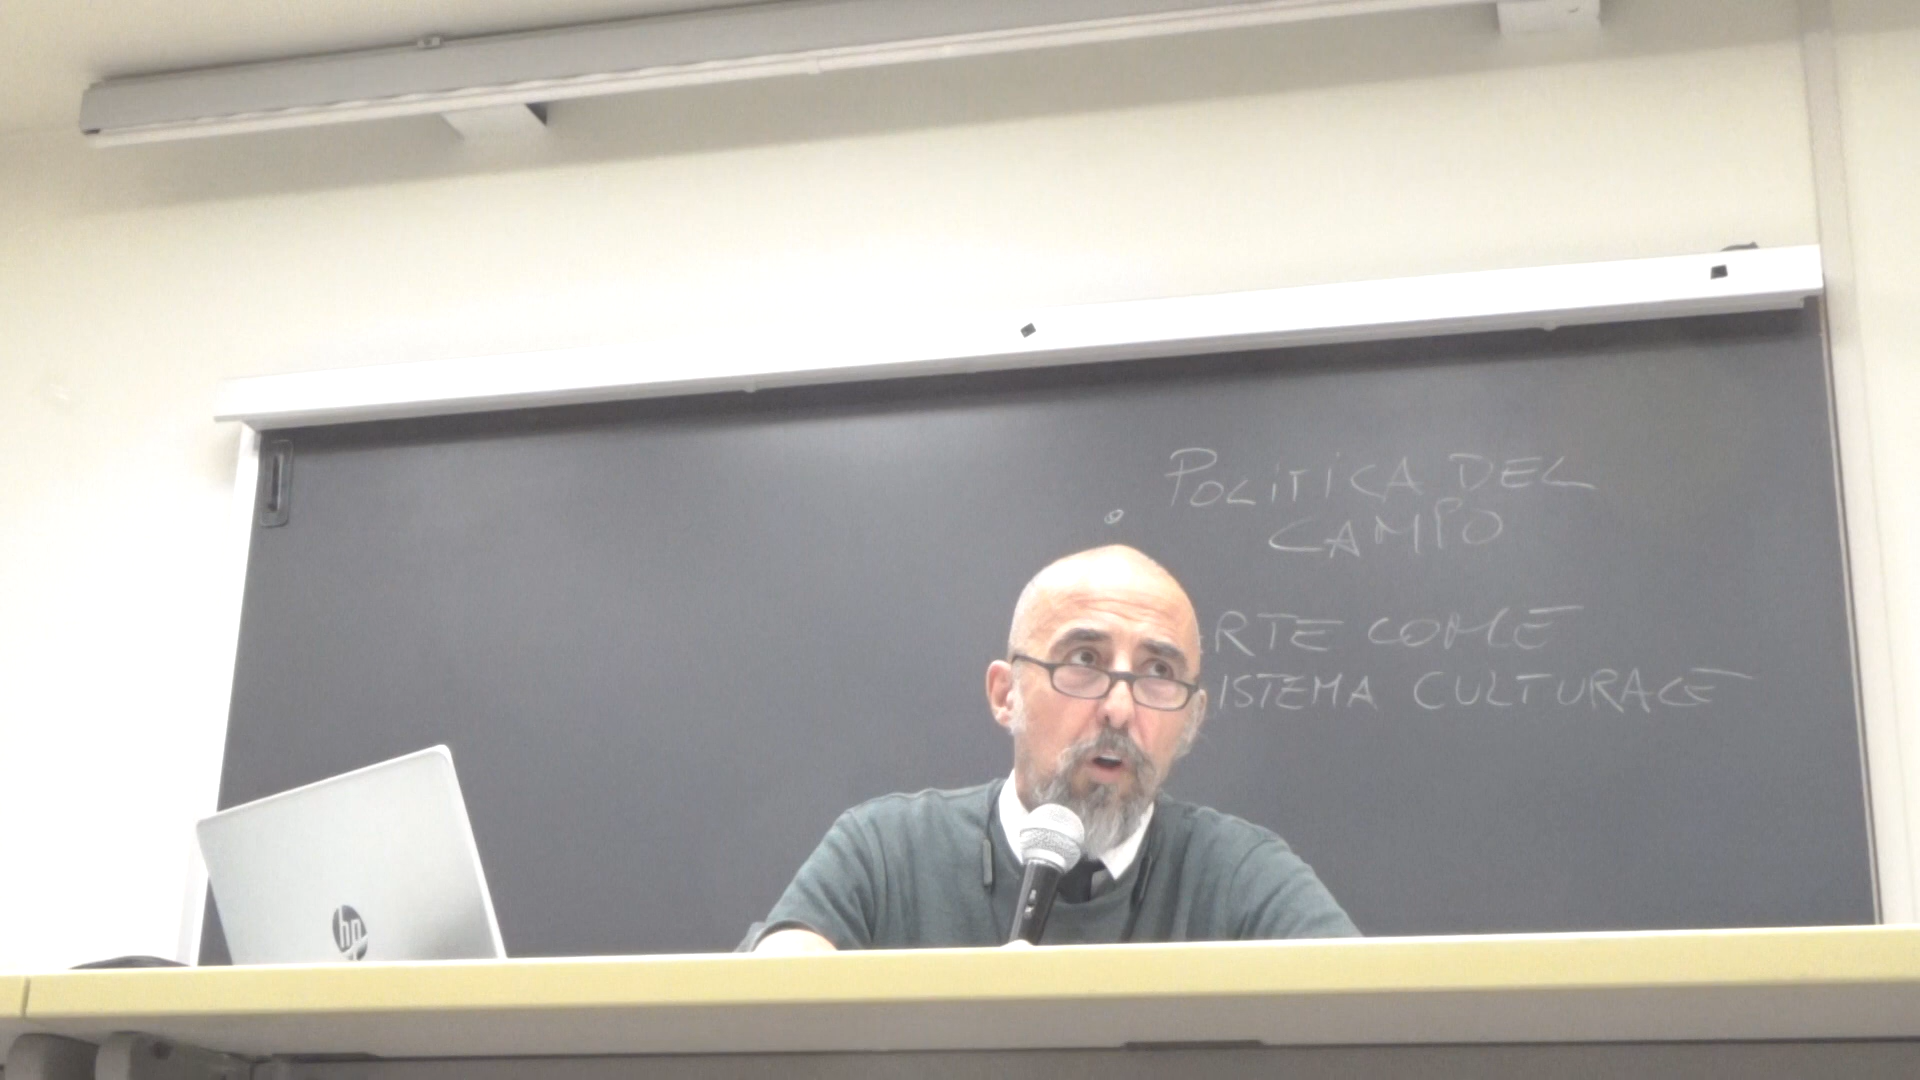 POLITICA DEL
CAMPO
RTE COME
ISTEMA CULTURALE
hp